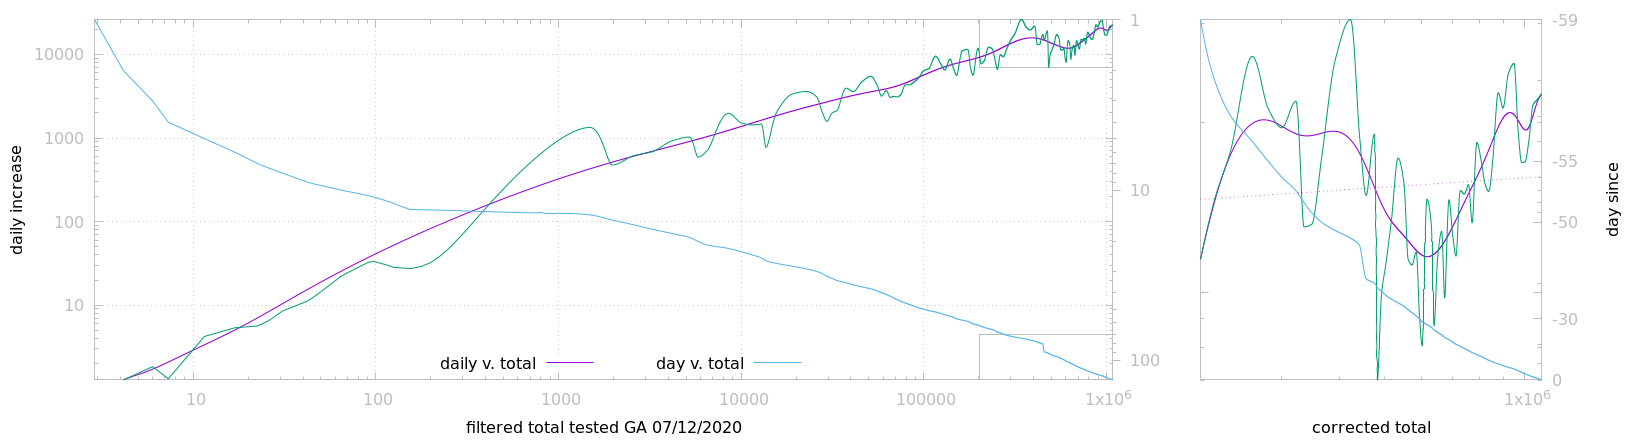 daily increase
10000
1000
100
10
daily v. total
day v. total
10
100
1000
10000
100000
1x10^6
filtered total tested GA 07/12/2020
1
10
100
-59
-55
-50
-30
0
day since
1x10^6
corrected total